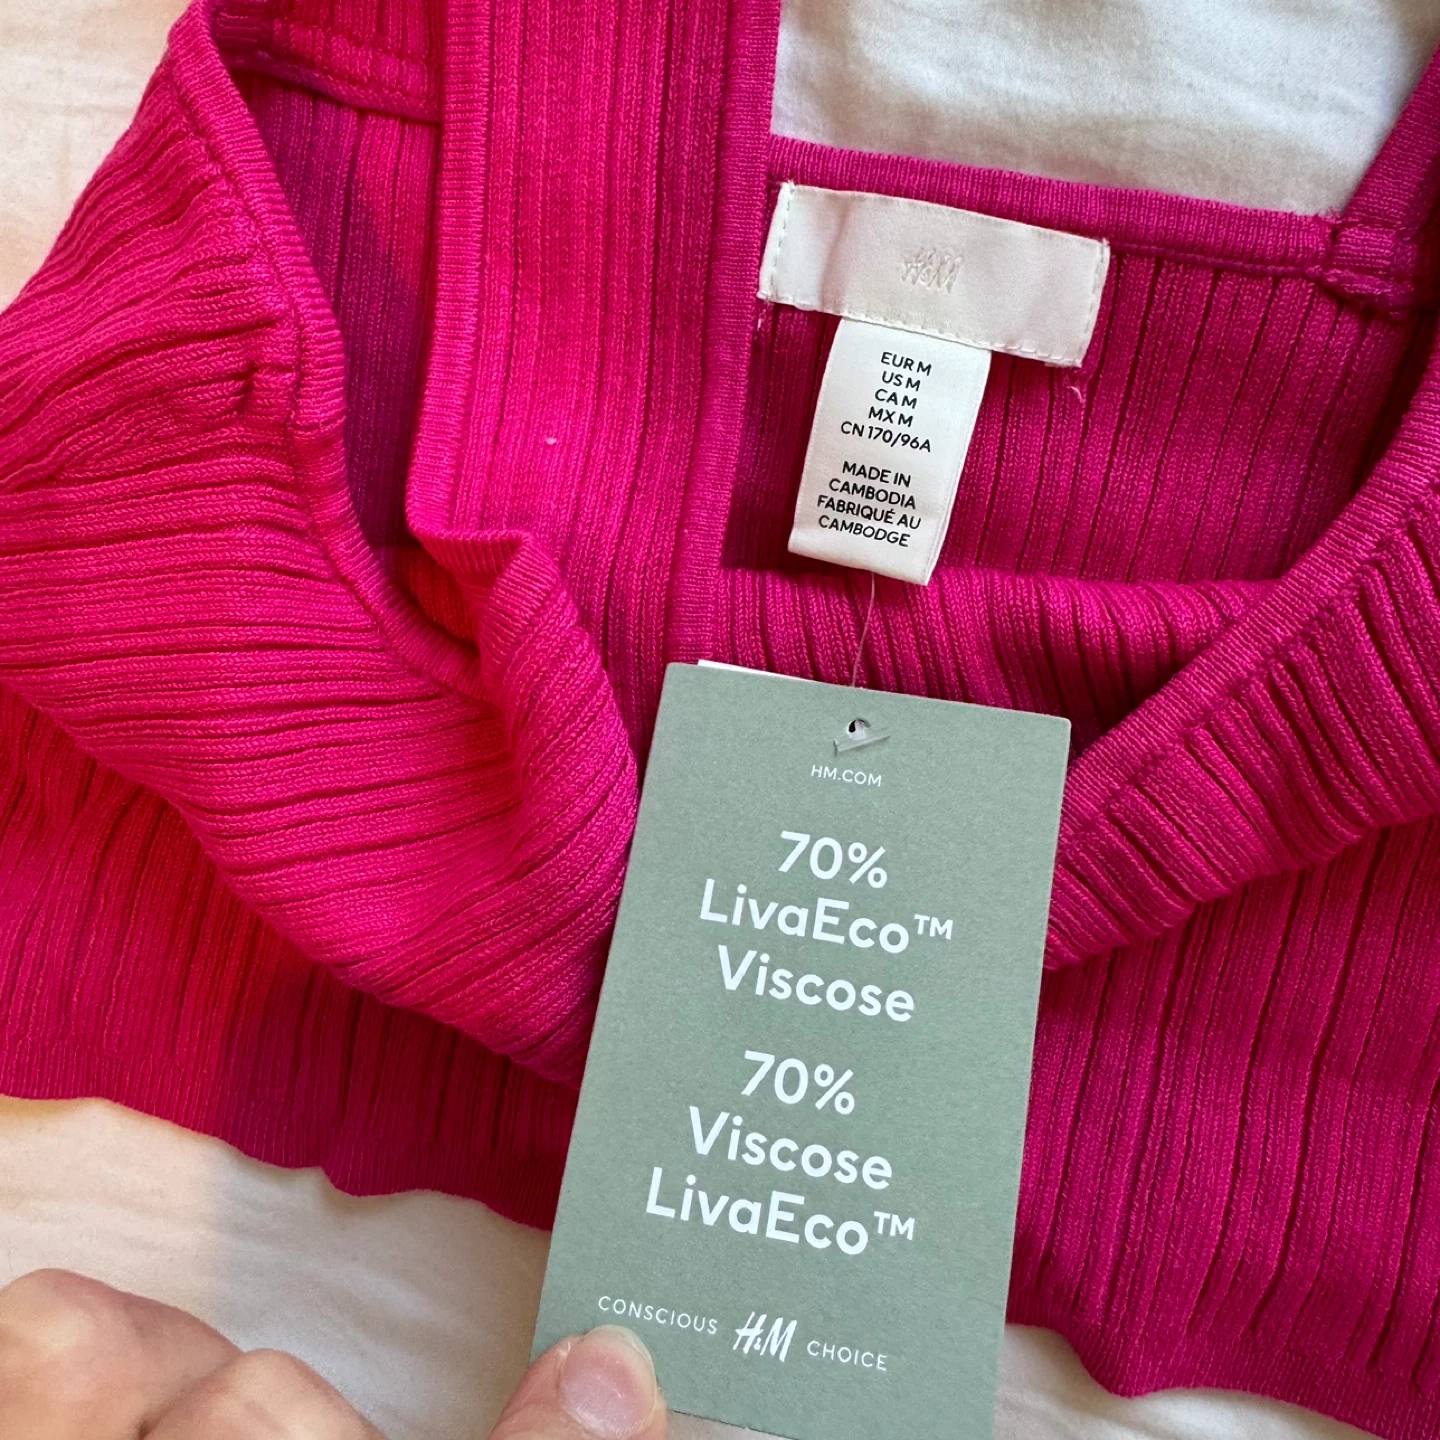 H&M
EUR M
US M
CA M
MX M
CN 170/96A
MADE IN
CAMBODIA
FABRIQUÉ AU
CAMBODGE
HM.COM
70%
LivaEco™
Viscose
70%
Viscose
LivaEco™
CONSCIOUS H&M CHOICE